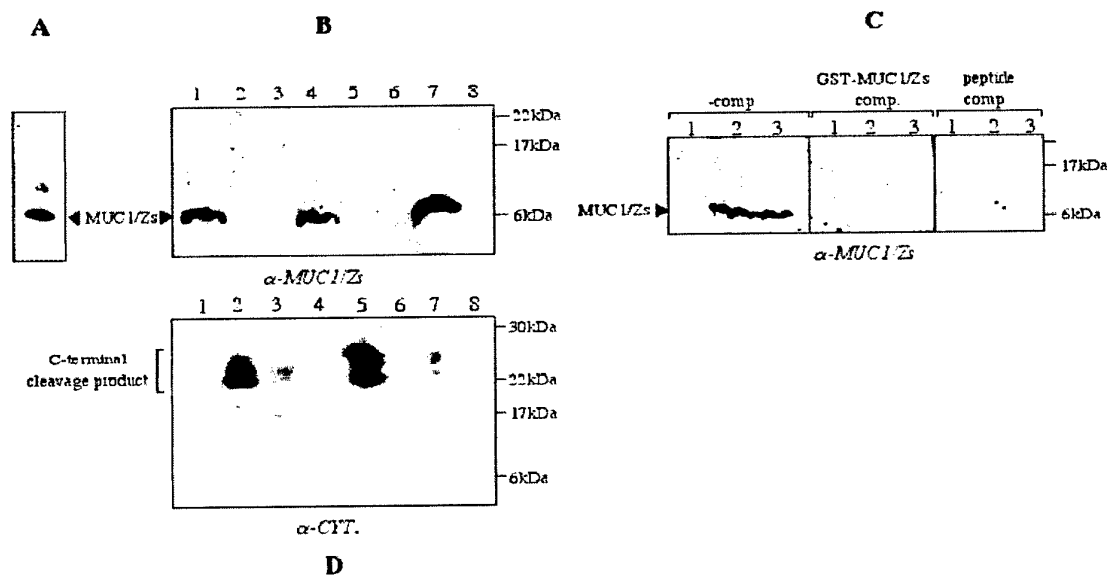 A
B
C
1 2 3 4 5 6 7 8
22kDa
17kDa
6kDa
MUC1/Zs
α-MUC1/Zs
-comp
GST-MUC1/Zs
comp.
peptide
comp
1 2 3
1 2 3
1 2 3
17kDa
6kDa
MUC1/Zs
α-MUC1/Zs
1 2 3 4 5 6 7 8
C-terminal
cleavage product
30kDa
22kDa
17kDa
6kDa
α-CYT.
D